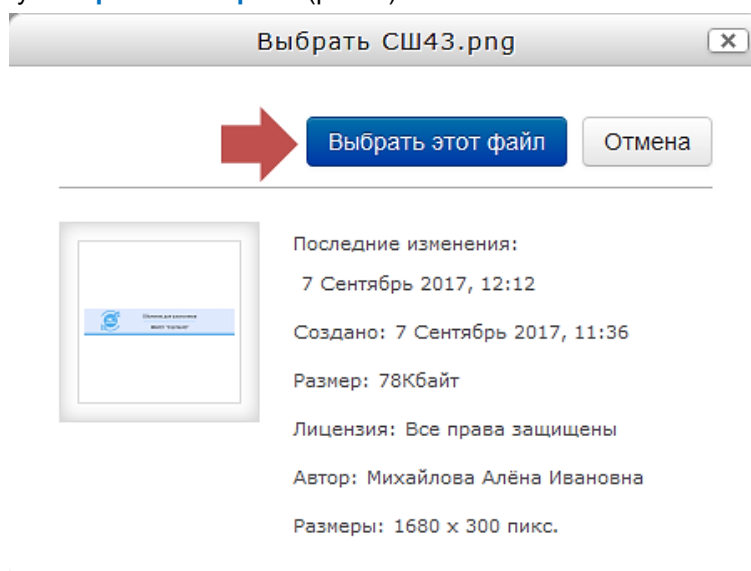 Выбрать СШ43.png
Выбрать этот файл
Отмена
Последние изменения:
7 Сентябрь 2017, 12:12
Создано: 7 Сентябрь 2017, 11:36
Размер: 78Кбайт
Лицензия: Все права защищены
Автор: Михайлова Алёна Ивановна
Размеры: 1680 x 300 пикс.